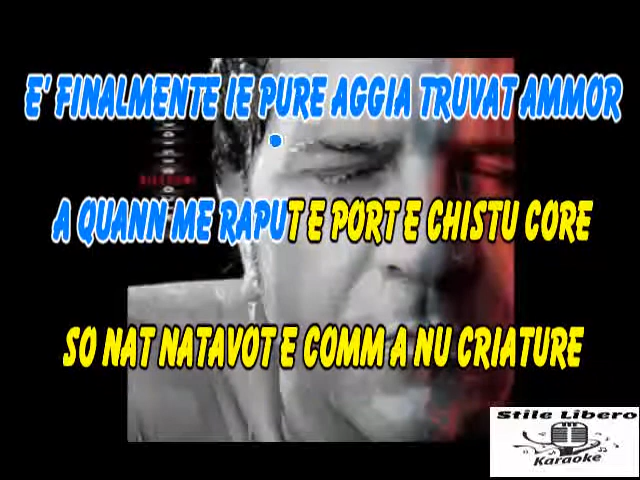 E' FINALMENTE IE PURE AGGIA TRUVAT AMMOR
A QUANN ME RAPUT E PORT E CHISTU CORE
SO NAT NATAVOT E COMM A NU CRIATURE
Stile Libero
Karaoke